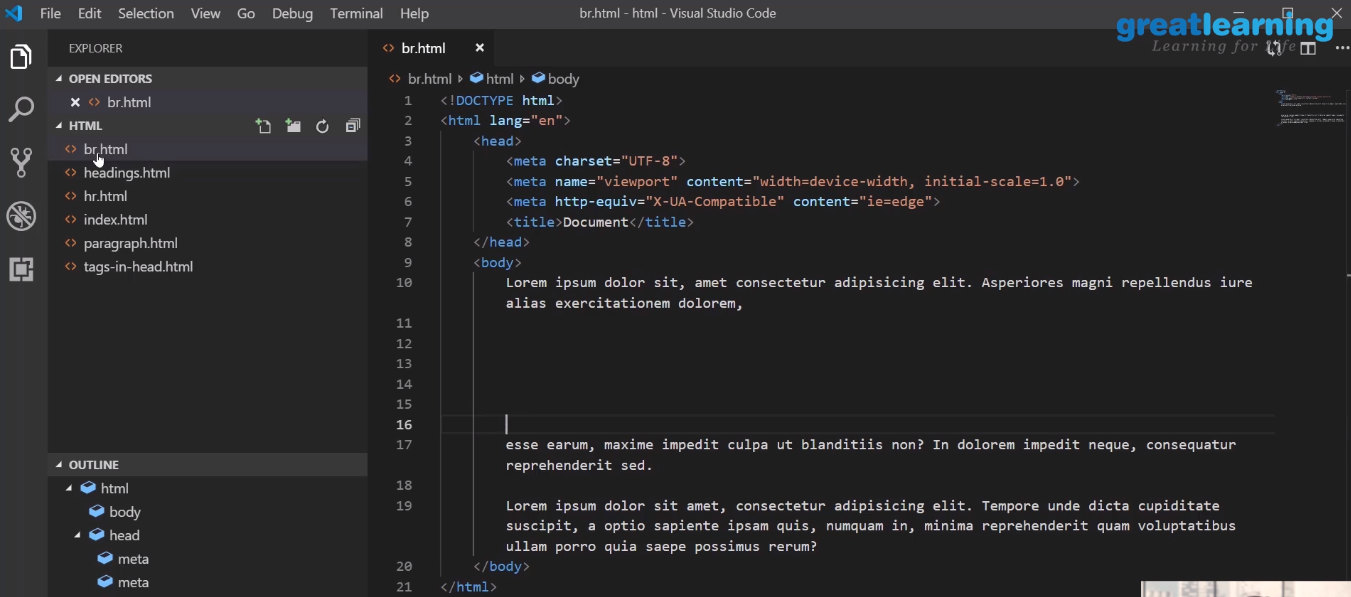 File Edit Selection View Go Debug Terminal Help br.html - html - Visual Studio Code
greatlearning
Learning for Life
EXPLORER
OPEN EDITORS
br.html
HTML
br.html
headings.html
hr.html
index.html
paragraph.html
tags-in-head.html
OUTLINE
html
body
head
meta
meta
br.html
br.html html body
1 <!DOCTYPE html>
2 <html lang="en">
3 <head>
4 <meta charset="UTF-8">
5 <meta name="viewport" content="width=device-width, initial-scale=1.0">
6 <meta http-equiv="X-UA-Compatible" content="ie=edge">
7 <title>Document</title>
8 </head>
9 <body>
10 Lorem ipsum dolor sit, amet consectetur adipisicing elit. Asperiores magni repellendus iure
alias exercitationem dolorem,
11
12
13
14
15
16
17 esse earum, maxime impedit culpa ut blanditiis non? In dolorem impedit neque, consequatur
reprehenderit sed.
18
19 Lorem ipsum dolor sit amet, consectetur adipisicing elit. Tempore unde dicta cupiditate
suscipit, a optio sapiente ipsam quis, numquam in, minima reprehenderit quam voluptatibus
ullam porro quia saepe possimus rerum?
20 </body>
21 </html>